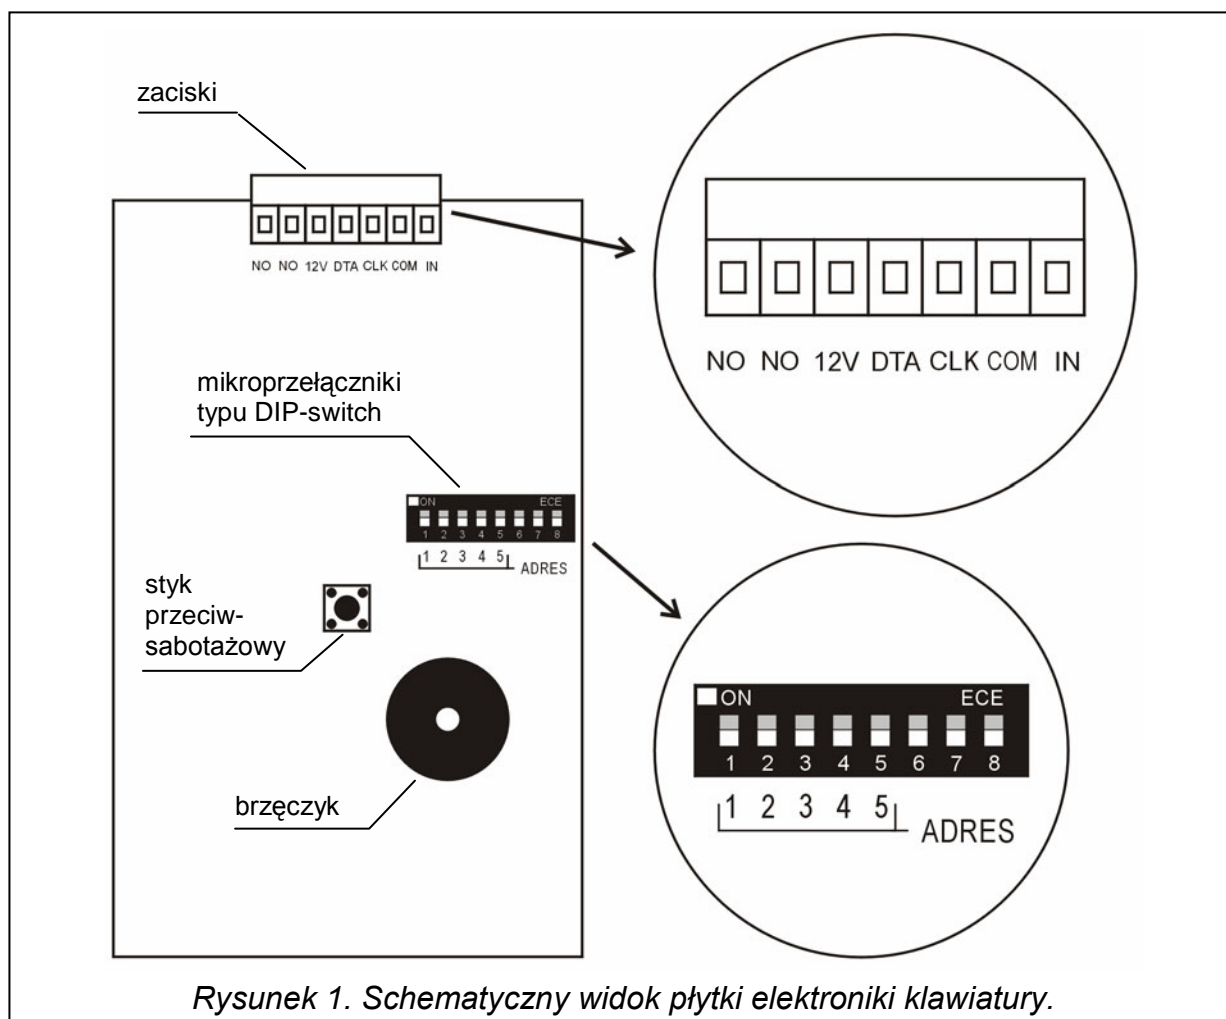 zaciski
NO NO 12V DTA CLK COM IN
NO NO 12V DTA CLK COM IN
mikroprzełączniki
typu DIP-switch
ON ECE
1 2 3 4 5 6 7 8
1 2 3 4 5
ADRES
styk
przeciw-
sabotażowy
ON ECE
1 2 3 4 5 6 7 8
1 2 3 4 5
ADRES
brzęczyk
Rysunek 1. Schematyczny widok płytki elektroniki klawiatury.